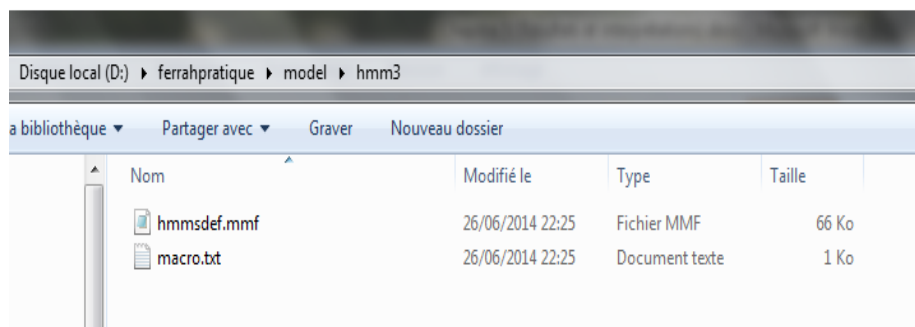 Disque local (D:) ▸ ferrahpratique ▸ model ▸ hmm3
a bibliothèque ▾ Partager avec ▾ Graver Nouveau dossier
Nom Modifié le Type Taille
hmmsdef.mmf 26/06/2014 22:25 Fichier MMF 66 Ko
macro.txt 26/06/2014 22:25 Document texte 1 Ko